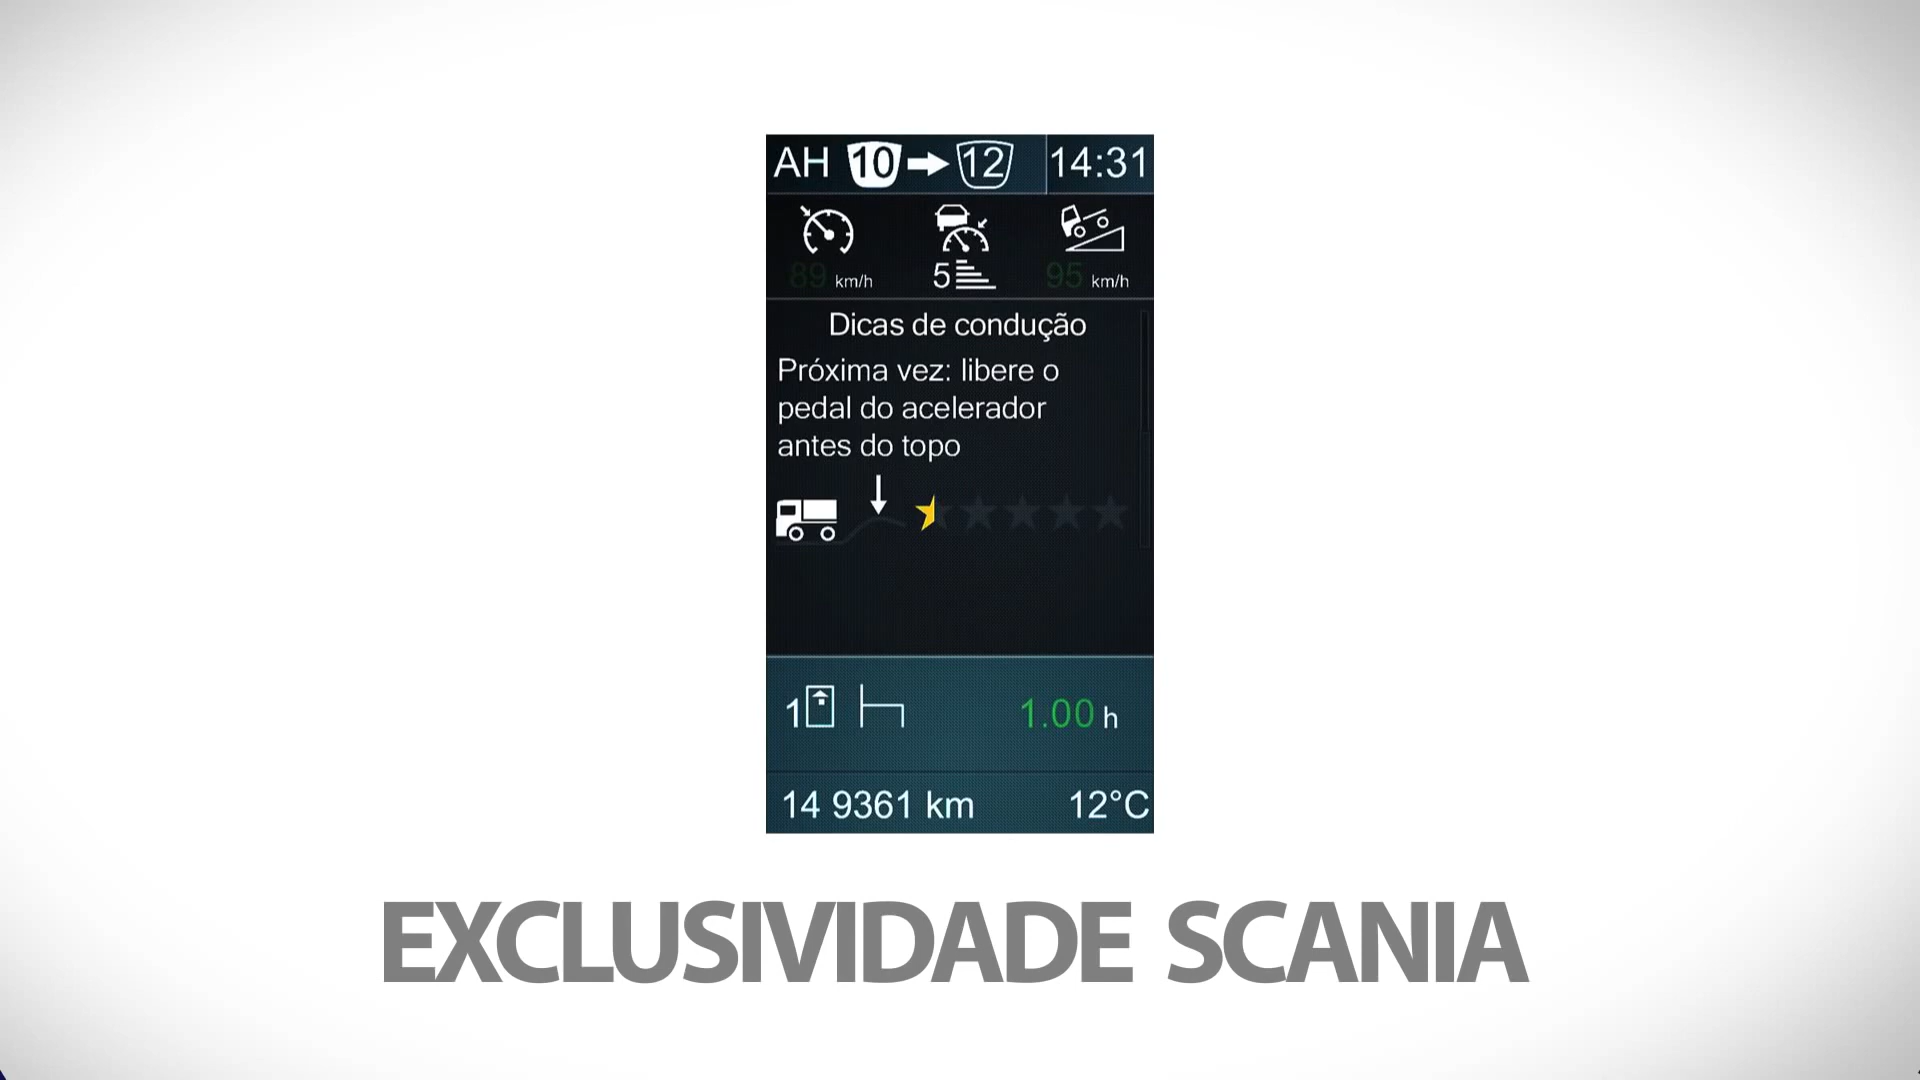 AH 10 12 14:31
89 km/h 5 95 km/h
Dicas de condução
Próxima vez: libere o
pedal do acelerador
antes do topo
1 1.00 h
14 9361 km 12°C
EXCLUSIVIDADE SCANIA